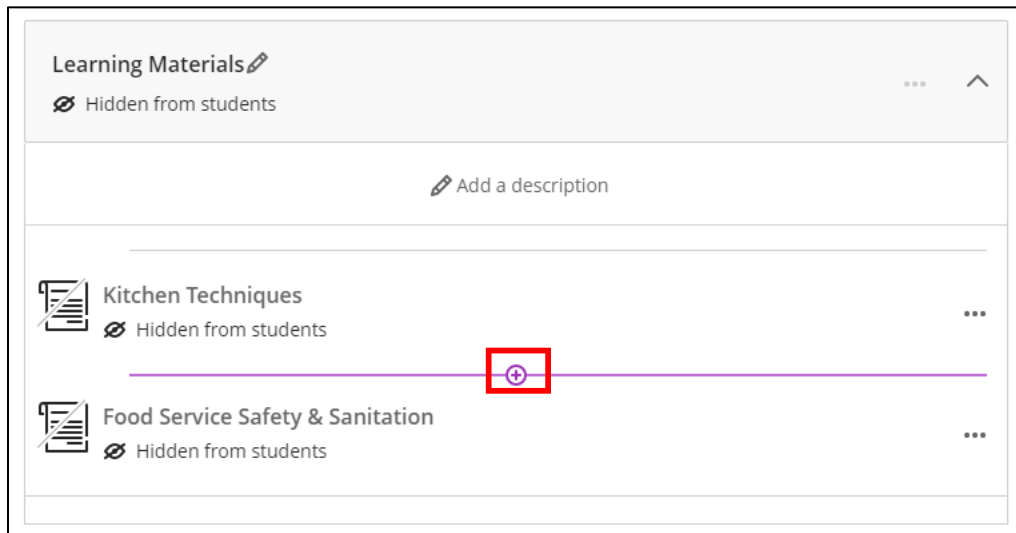 Learning Materials
Hidden from students
Add a description
Kitchen Techniques
Hidden from students
Food Service Safety & Sanitation
Hidden from students